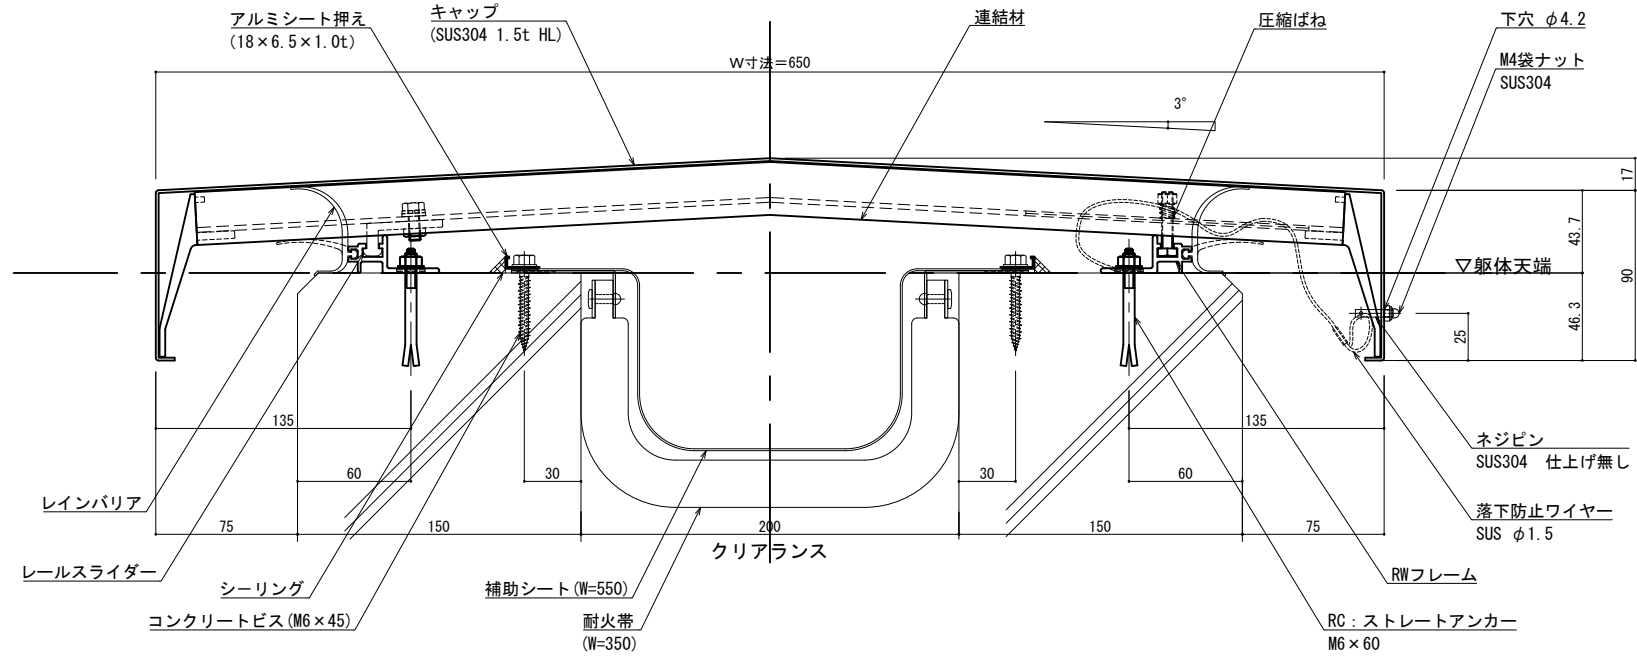 アルミシート押え
(18×6.5×1.0t)
キャップ
(SUS304 1.5t HL)
連結材
圧縮ばね
下穴 φ4.2
M4袋ナット
SUS304
W寸法=650
3°
17
43.7
90
▽躯体天端
46.3
25
135
135
60
30
30
60
75
150
200
150
75
クリアランス
レインバリア
レールスライダー
シーリング
コンクリートビス(M6×45)
補助シート(W=550)
耐火帯
(W=350)
ネジピン
SUS304 仕上げ無し
落下防止ワイヤー
SUS φ1.5
RWフレーム
RC：ストレートアンカー
M6×60